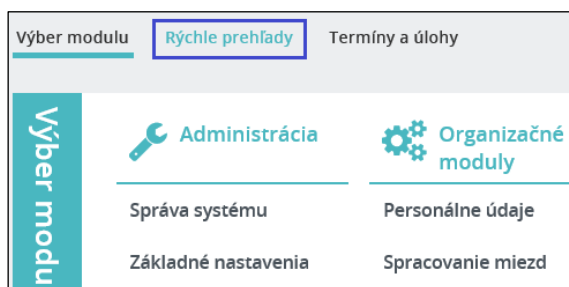 Výber modulu Rýchle prehľady Termíny a úlohy
Výber modu
Administrácia
Správa systému
Základné nastavenia
Organizačné
moduly
Personálne údaje
Spracovanie miezd